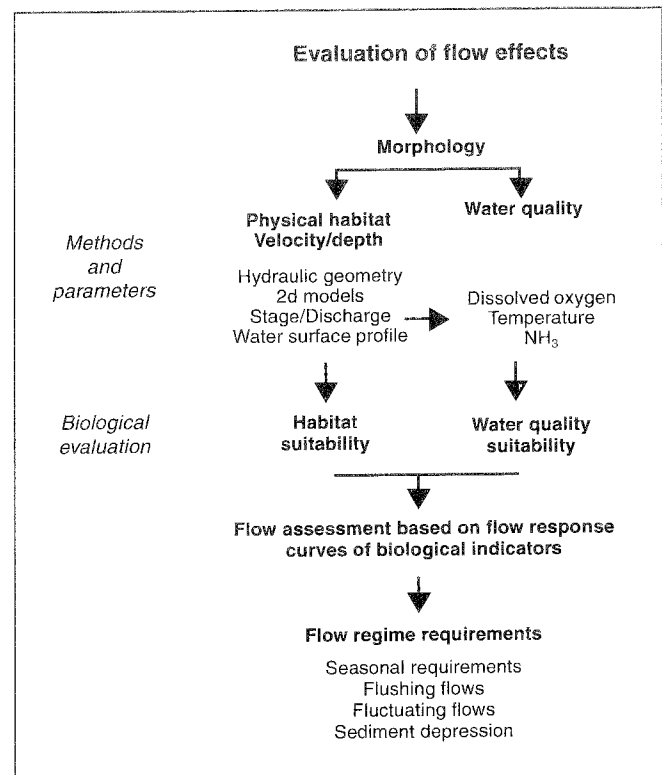 Evaluation of flow effects
Morphology
Physical habitat
Velocity/depth
Water quality
Methods
and
parameters
Hydraulic geometry
2d models
Stage/Discharge
Water surface profile
Dissolved oxygen
Temperature
NH₃
Biological
evaluation
Habitat
suitability
Water quality
suitability
Flow assessment based on flow response
curves of biological indicators
Flow regime requirements
Seasonal requirements
Flushing flows
Fluctuating flows
Sediment depression